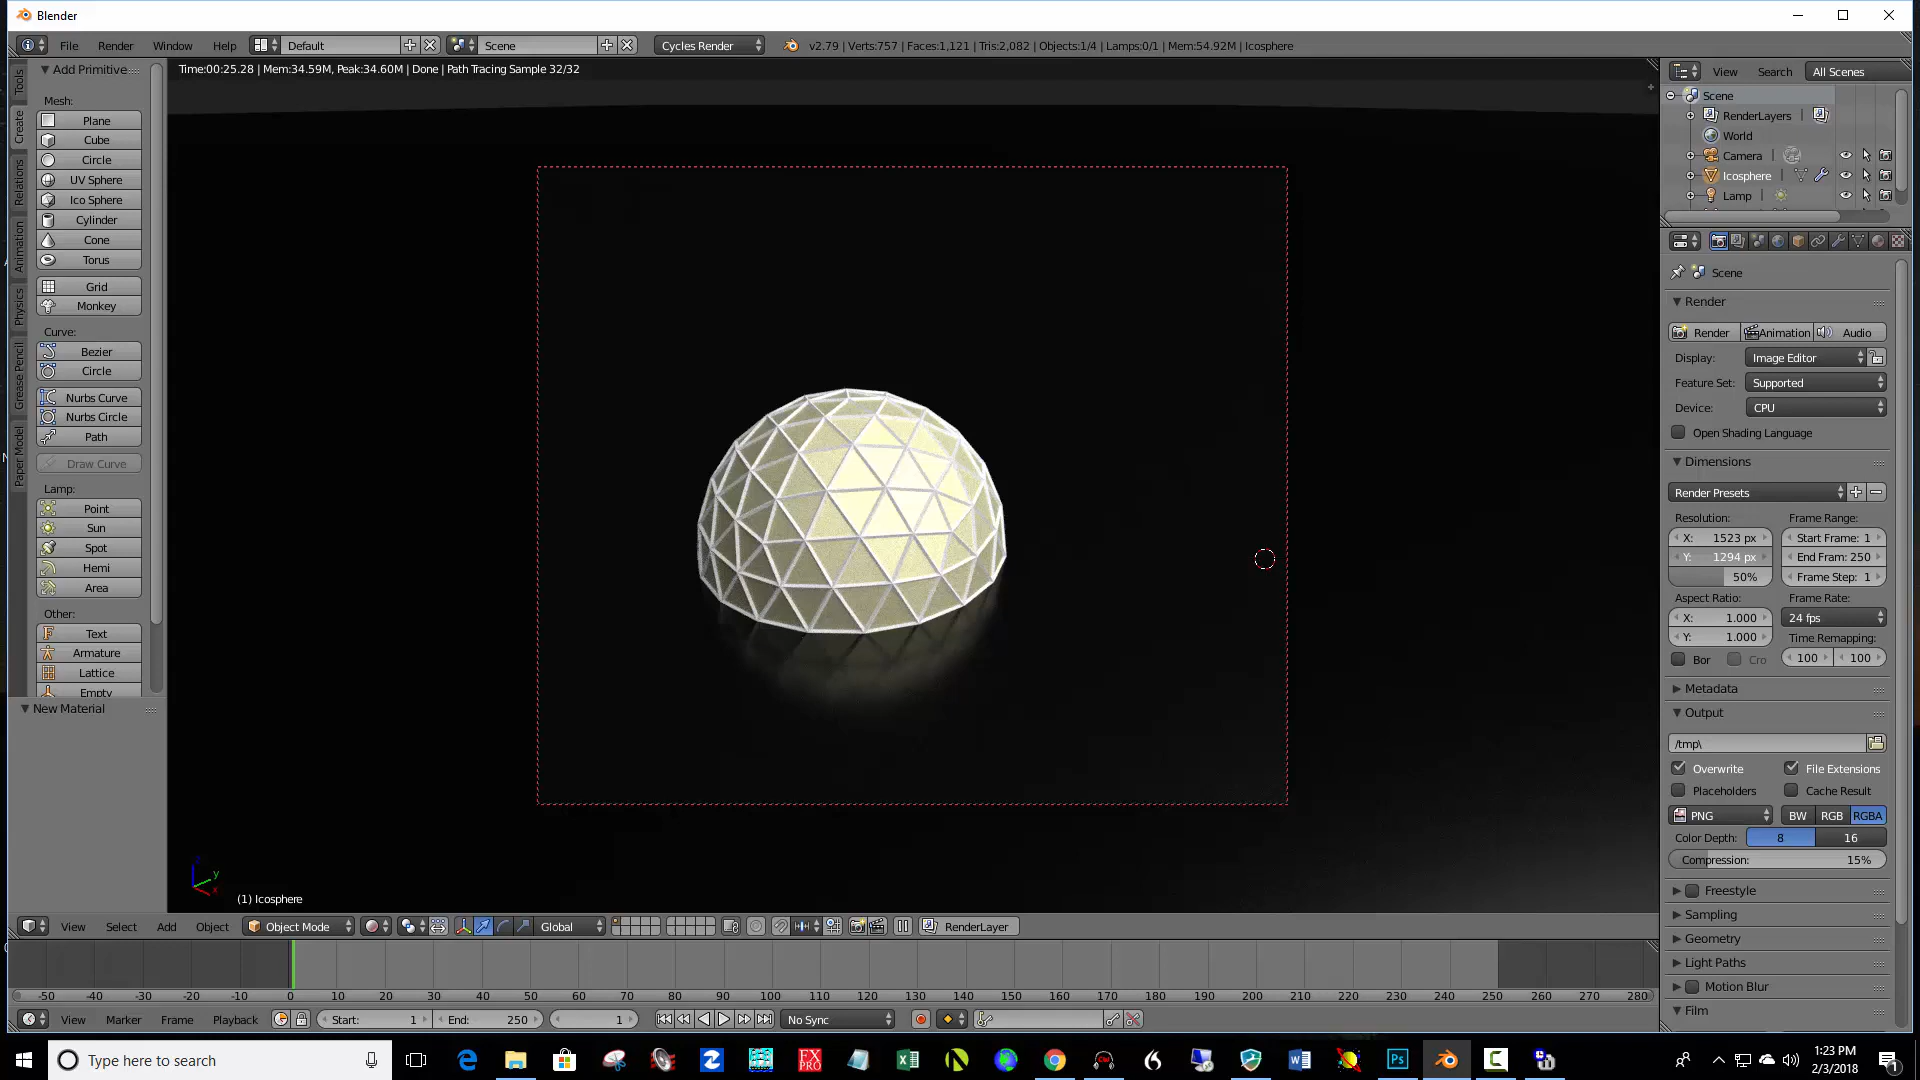 Blender
File Render Window Help Default Scene Cycles Render v2.79 | Verts:757 | Faces:1,121 | Tris:2,082 | Objects:1/4 | Lamps:0/1 | Mem:54.92M | Icosphere
Time:00:25.28 | Mem:34.59M, Peak:34.60M | Done | Path Tracing Sample 32/32
Tools
Create
Relations
Animation
Physics
Grease Pencil
Paper Model
Add Primitive
Mesh:
Plane
Cube
Circle
UV Sphere
Ico Sphere
Cylinder
Cone
Torus
Grid
Monkey
Curve:
Bezier
Circle
Nurbs Curve
Nurbs Circle
Path
Draw Curve
Lamp:
Point
Sun
Spot
Hemi
Area
Other:
Text
Armature
Lattice
Empty
New Material
z
y
x
(1) Icosphere
View Select Add Object Object Mode Global RenderLayer
-50 -40 -30 -20 -10 0 10 20 30 40 50 60 70 80 90 100 110 120 130 140 150 160 170 180 190 200 210 220 230 240 250 260 270 280
View Marker Frame Playback Start: 1 End: 250 1 No Sync
View Search All Scenes
Scene
RenderLayers
World
Camera
Icosphere
Lamp
Scene
Render
Render Animation Audio
Display: Image Editor
Feature Set: Supported
Device: CPU
Open Shading Language
Dimensions
Render Presets
Resolution: Frame Range:
X: 1523 px Start Frame: 1
Y: 1294 px End Fram: 250
50% Frame Step: 1
Aspect Ratio: Frame Rate:
X: 1.000 24 fps
Y: 1.000 Time Remapping:
Bor Cro 100 100
Metadata
Output
/tmp\
Overwrite File Extensions
Placeholders Cache Result
PNG BW RGB RGBA
Color Depth: 8 16
Compression: 15%
Freestyle
Sampling
Geometry
Light Paths
Motion Blur
Film
Type here to search
FX
PRO
Ps
1:23 PM
2/3/2018
1